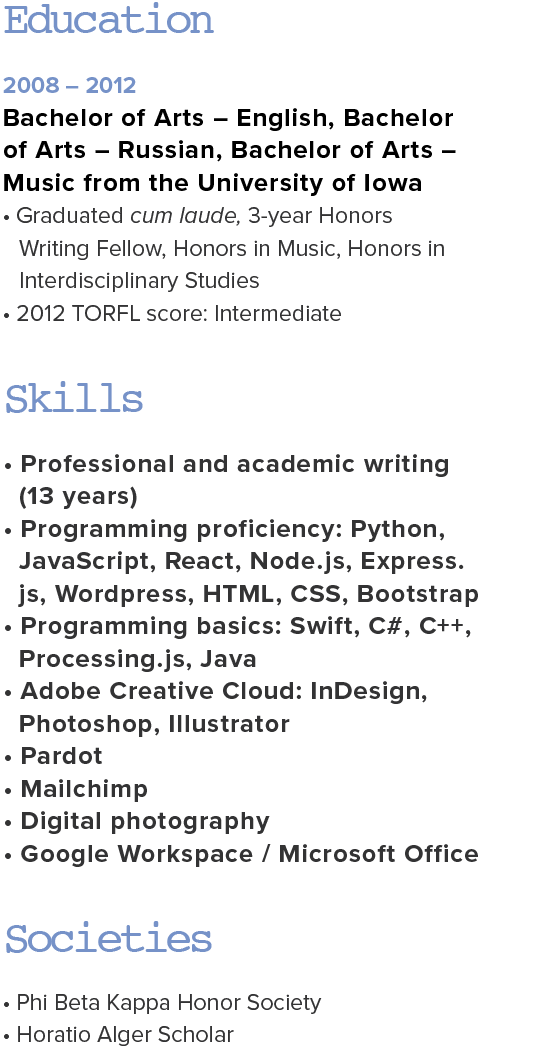 Education
2008 – 2012
Bachelor of Arts – English, Bachelor
of Arts – Russian, Bachelor of Arts –
Music from the University of Iowa
• Graduated cum laude, 3-year Honors
Writing Fellow, Honors in Music, Honors in
Interdisciplinary Studies
• 2012 TORFL score: Intermediate
Skills
• Professional and academic writing
(13 years)
• Programming proficiency: Python,
JavaScript, React, Node.js, Express.
js, Wordpress, HTML, CSS, Bootstrap
• Programming basics: Swift, C#, C++,
Processing.js, Java
• Adobe Creative Cloud: InDesign,
Photoshop, Illustrator
• Pardot
• Mailchimp
• Digital photography
• Google Workspace / Microsoft Office
Societies
• Phi Beta Kappa Honor Society
• Horatio Alger Scholar